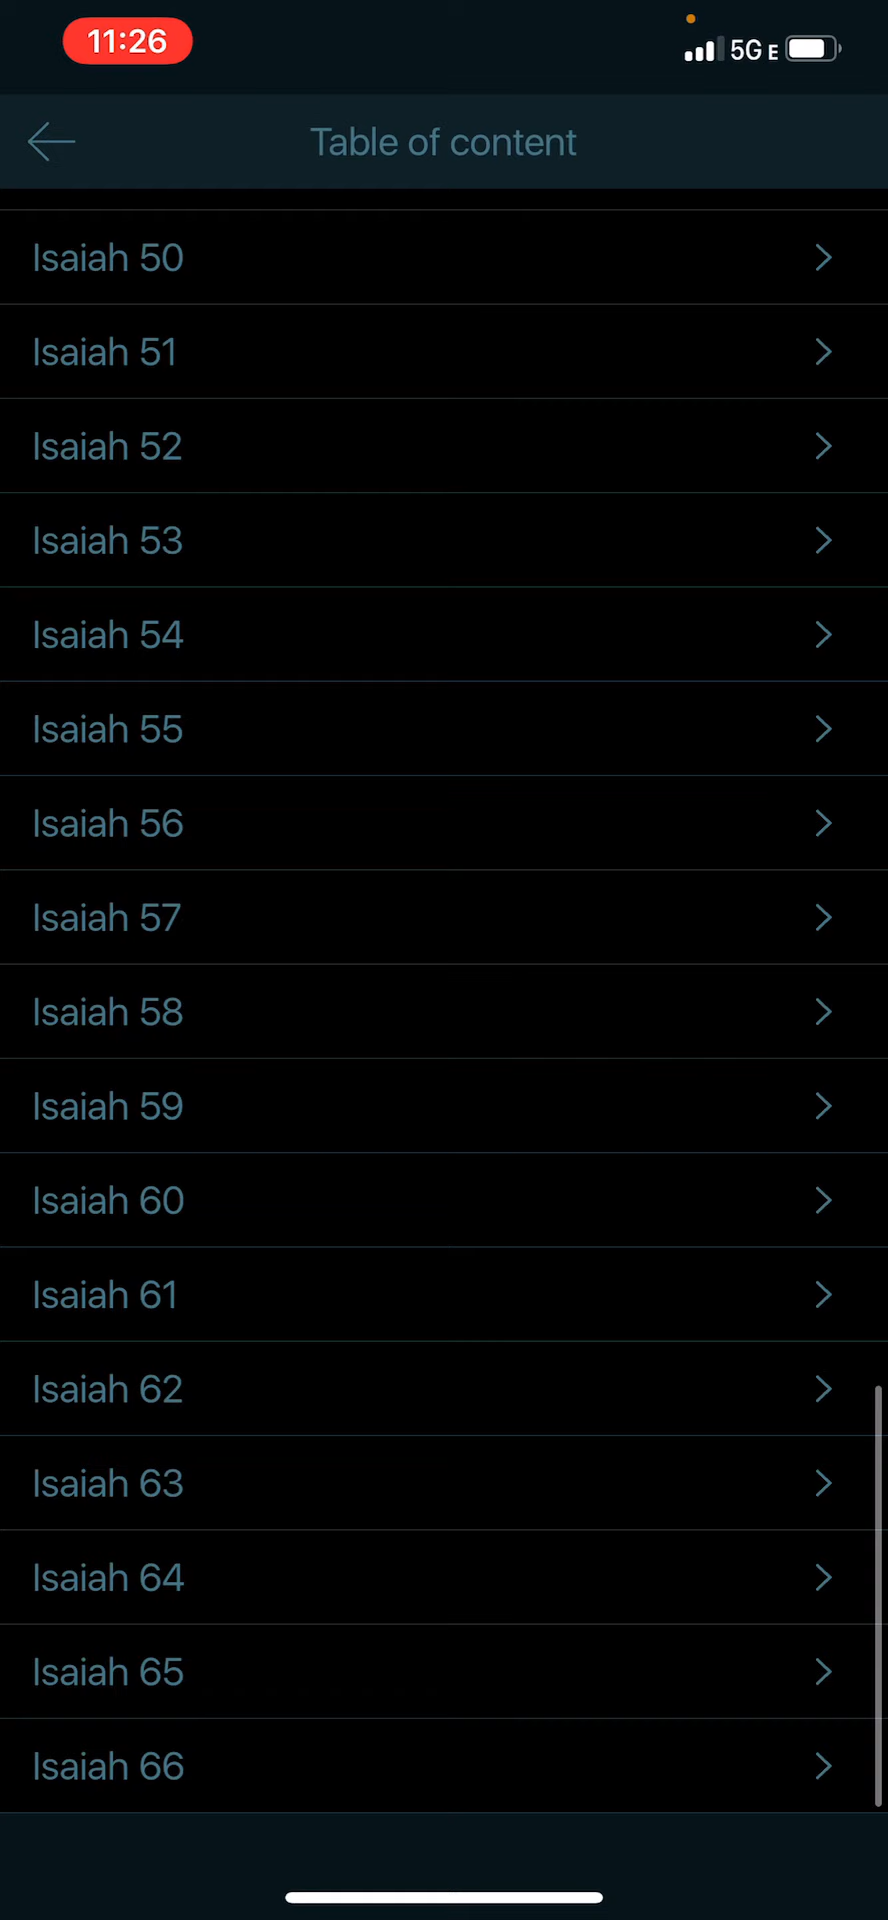 11:26
5G E
Table of content
Isaiah 50
Isaiah 51
Isaiah 52
Isaiah 53
Isaiah 54
Isaiah 55
Isaiah 56
Isaiah 57
Isaiah 58
Isaiah 59
Isaiah 60
Isaiah 61
Isaiah 62
Isaiah 63
Isaiah 64
Isaiah 65
Isaiah 66